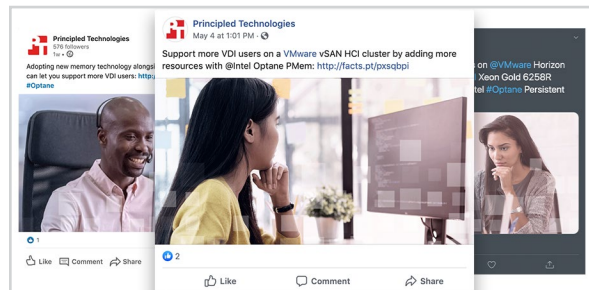 Principled Technologies
576 followers
1w •
Adopting new memory technology alongsi
can let you support more VDI users: http:
#Optane
1
Like Comment Share
Principled Technologies
May 4 at 1:01 PM ·
Support more VDI users on a VMware vSAN HCI cluster by adding more
resources with @Intel Optane PMem: http://facts.pt/pxsqbpi
2
Like Comment Share
on @VMware Horizon
Xeon Gold 6258R
tel #Optane Persistent